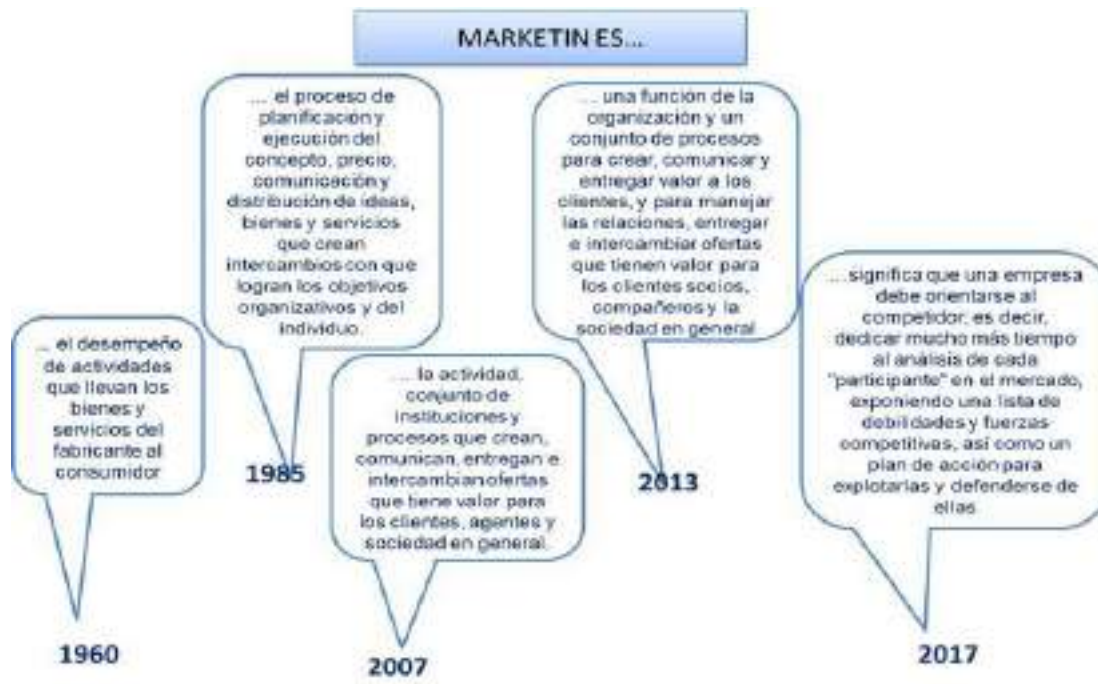 MARKETIN ES...
... el desempeño
de actividades
que llevan los
bienes y
servicios del
fabricante al
consumidor
1960
.... el proceso de
planificación y
ejecución del
concepto, precio,
comunicación y
distribución de ideas,
bienes y servicios
que crean
intercambios con que
logran los objetivos
organizativos y del
individuo.
1985
.... la actividad,
conjunto de
instituciones y
procesos que crean,
comunican, entregan e
intercambian ofertas
que tiene valor para
los clientes, agentes y
sociedad en general.
2007
... una función de la
organización y un
conjunto de procesos
para crear, comunicar y
entregar valor a los
clientes, y para manejar
las relaciones, entregar
e intercambiar ofertas
que tienen valor para
los clientes socios,
compañeros y la
sociedad en general
2013
...significa que una empresa
debe orientarse al
competidor; es decir,
dedicar mucho más tiempo
al análisis de cada
"participante" en el mercado,
exponiendo una lista de
debilidades y fuerzas
competitivas, así como un
plan de acción para
explotarlas y defenderse de
ellas
2017